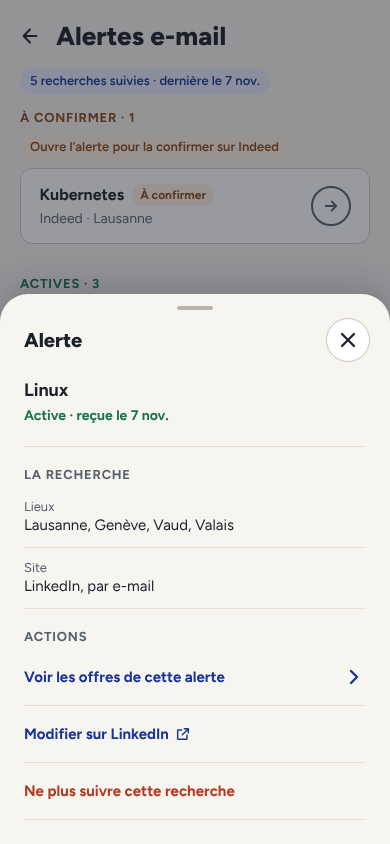 Alertes e-mail
5 recherches suivies · dernière le 7 nov.
À CONFIRMER · 1
Ouvre l'alerte pour la confirmer sur Indeed
Kubernetes À confirmer
Indeed · Lausanne
ACTIVES · 3
Alerte
Linux
Active · reçue le 7 nov.
LA RECHERCHE
Lieux
Lausanne, Genève, Vaud, Valais
Site
LinkedIn, par e-mail
ACTIONS
Voir les offres de cette alerte
Modifier sur LinkedIn
Ne plus suivre cette recherche